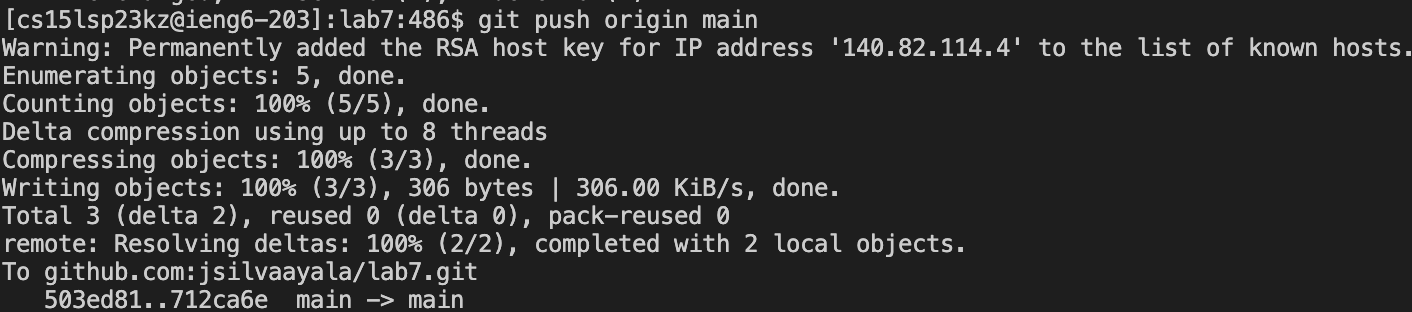 [cs15lsp23kz@ieng6-203]:lab7:486$ git push origin main
Warning: Permanently added the RSA host key for IP address '140.82.114.4' to the list of known hosts.
Enumerating objects: 5, done.
Counting objects: 100% (5/5), done.
Delta compression using up to 8 threads
Compressing objects: 100% (3/3), done.
Writing objects: 100% (3/3), 306 bytes | 306.00 KiB/s, done.
Total 3 (delta 2), reused 0 (delta 0), pack-reused 0
remote: Resolving deltas: 100% (2/2), completed with 2 local objects.
To github.com:jsilvaayala/lab7.git
   503ed81..712ca6e  main -> main